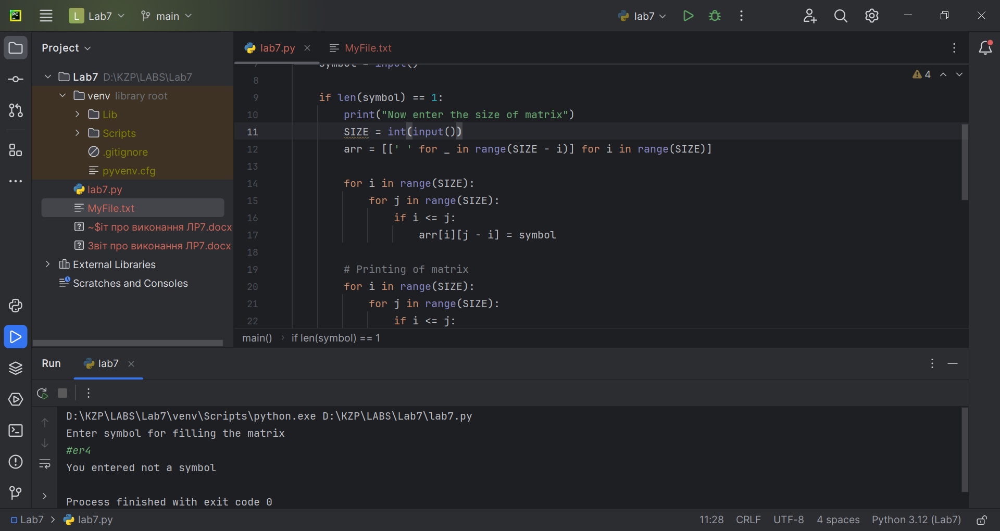 PC
L Lab7 main lab7
Project
lab7.py MyFile.txt
Lab7 D:\KZP\LABS\Lab7
venv library root
Lib
Scripts
.gitignore
pyvenv.cfg
lab7.py
MyFile.txt
~$іт про виконання ЛР7.docx
Звіт про виконання ЛР7.docx
External Libraries
Scratches and Consoles
4
7 symbol = input()
8
9 if len(symbol) == 1:
10 print("Now enter the size of matrix")
11 SIZE = int(input())
12 arr = [[' ' for _ in range(SIZE - i)] for i in range(SIZE)]
13
14 for i in range(SIZE):
15 for j in range(SIZE):
16 if i <= j:
17 arr[i][j - i] = symbol
18
19 # Printing of matrix
20 for i in range(SIZE):
21 for j in range(SIZE):
22 if i <= j:
main() › if len(symbol) == 1
Run lab7
D:\KZP\LABS\Lab7\venv\Scripts\python.exe D:\KZP\LABS\Lab7\lab7.py
Enter symbol for filling the matrix
#er4
You entered not a symbol
Process finished with exit code 0
Lab7 › lab7.py 11:28 CRLF UTF-8 4 spaces Python 3.12 (Lab7)